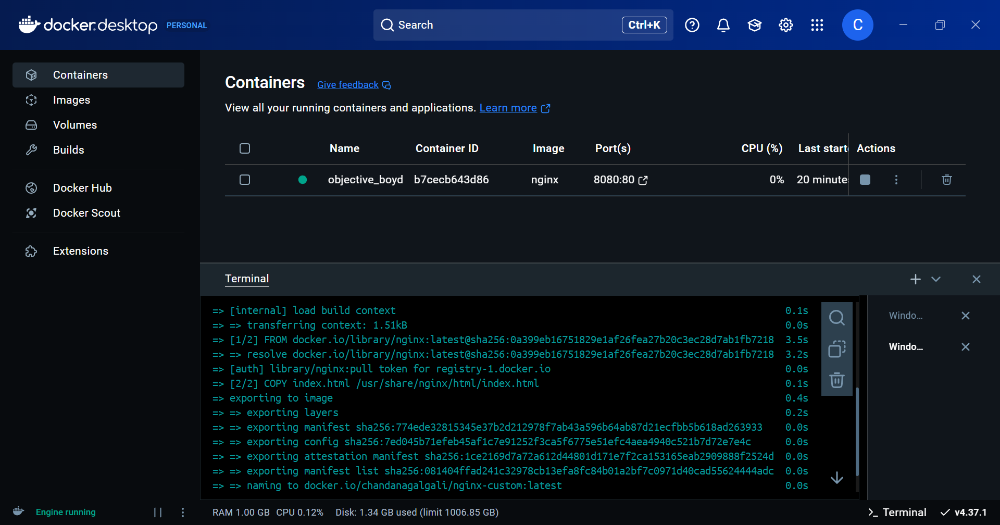 docker desktop PERSONAL
Search
Ctrl+K
C
Containers
Images
Volumes
Builds
Docker Hub
Docker Scout
Extensions
Containers Give feedback
View all your running containers and applications. Learn more
Name Container ID Image Port(s) CPU (%) Last starte Actions
objective_boyd b7cecb643d86 nginx 8080:80 0% 20 minutes
Terminal
=> [internal] load build context 0.1s
=> => transferring context: 1.51kB 0.0s
=> [1/2] FROM docker.io/library/nginx:latest@sha256:0a399eb16751829e1af26fea27b20c3ec28d7ab1fb7218 3.5s
=> => resolve docker.io/library/nginx:latest@sha256:0a399eb16751829e1af26fea27b20c3ec28d7ab1fb7218 3.2s
=> [auth] library/nginx:pull token for registry-1.docker.io 0.0s
=> [2/2] COPY index.html /usr/share/nginx/html/index.html 0.1s
=> exporting to image 0.4s
=> => exporting layers 0.2s
=> => exporting manifest sha256:774ede32815345e37b2d212978f7ab43a596b64ab87d21ecfbb5b618ad263933 0.0s
=> => exporting config sha256:7ed045b71efeb45af1c7e91252f3ca5f6775e51efc4aea4940c521b7d72e7e4c 0.0s
=> => exporting attestation manifest sha256:1ce2169d7a72a612d44801d171e7f2ca153165eab2909888f2524d 0.0s
=> => exporting manifest list sha256:081404ffad241c32978cb13efa8fc84b01a2bf7c0971d40cad55624444adc 0.0s
=> => naming to docker.io/chandanagalgali/nginx-custom:latest 0.0s
Windo...
Windo...
Engine running
RAM 1.00 GB CPU 0.12% Disk: 1.34 GB used (limit 1006.85 GB)
>_ Terminal
v4.37.1